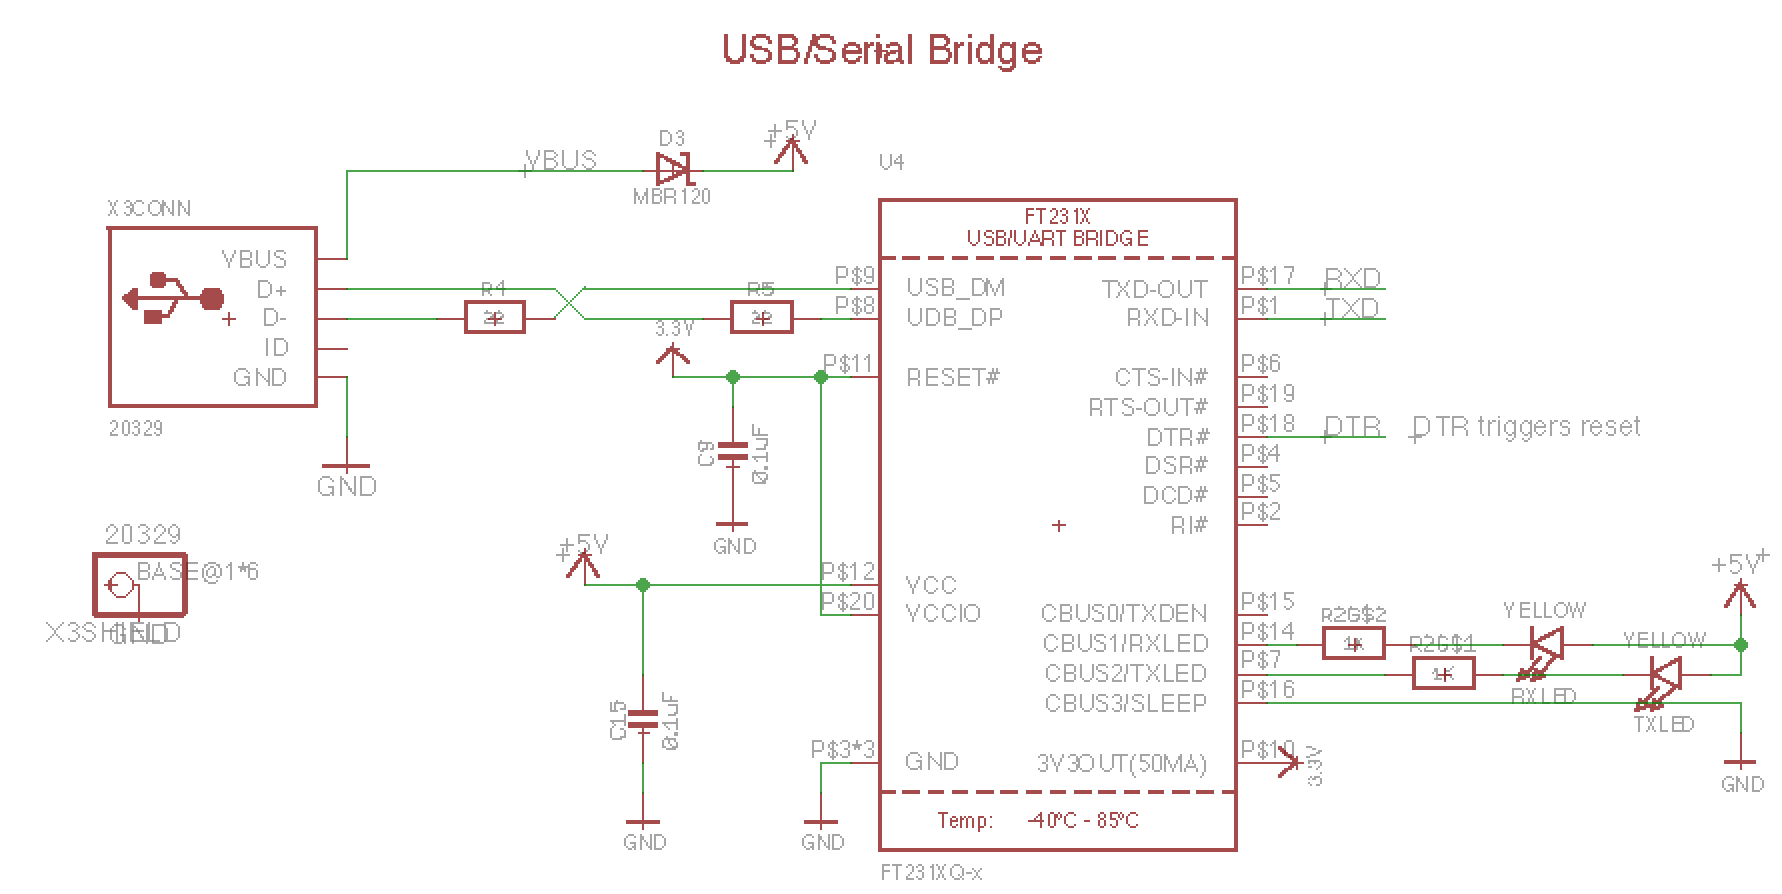 USB/Serial Bridge
D3
+5V
VBUS
MBR120
U4
X3CONN
VBUS
D+
D-
ID
GND
20329
GND
R4
22
R5
3.3V
C9
0.1uF
GND
20329
BASE@1*6
X3SHIELD
GND
+5V
C15
0.1uF
GND
FT231X
USB/UART BRIDGE
P$9 USB_DM
P$8 UDB_DP
P$11 RESET#
P$12 VCC
P$20 VCCIO
P$3*3 GND
GND
TXD-OUT P$17 RXD
RXD-IN P$1 TXD
CTS-IN# P$6
RTS-OUT# P$19
DTR# P$18 DTR DTR triggers reset
DSR# P$4
DCD# P$5
RI# P$2
CBUS0/TXDEN P$15
CBUS1/RXLED P$14
CBUS2/TXLED P$7
CBUS3/SLEEP P$16
3V3OUT(50MA) P$10
3.3V
R2G$2
1K
R2G$1
1K
YELLOW
RXLED
YELLOW
TXLED
+5V
GND
Temp: -40°C - 85°C
FT231XQ-x